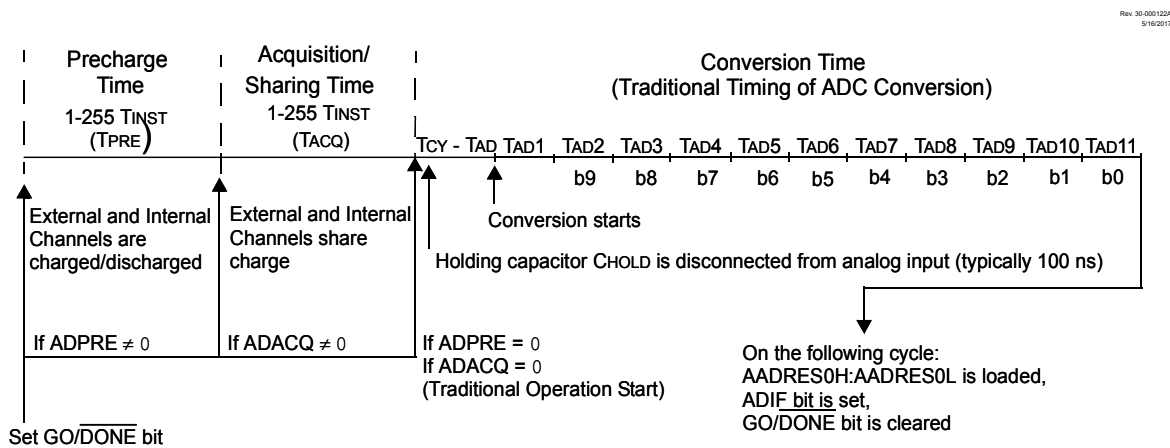 Rev. 30-000122A
5/16/2017
Precharge
Time
1-255 TINST
(TPRE)
Acquisition/
Sharing Time
1-255 TINST
(TACQ)
Conversion Time
(Traditional Timing of ADC Conversion)
TCY - TAD TAD1 TAD2 TAD3 TAD4 TAD5 TAD6 TAD7 TAD8 TAD9 TAD10 TAD11
b9 b8 b7 b6 b5 b4 b3 b2 b1 b0
External and Internal
Channels are
charged/discharged
External and Internal
Channels share
charge
Conversion starts
Holding capacitor CHOLD is disconnected from analog input (typically 100 ns)
If ADPRE ≠ 0
If ADACQ ≠ 0
If ADPRE = 0
If ADACQ = 0
(Traditional Operation Start)
On the following cycle:
AADRES0H:AADRES0L is loaded,
ADIF bit is set,
GO/DONE bit is cleared
Set GO/DONE bit